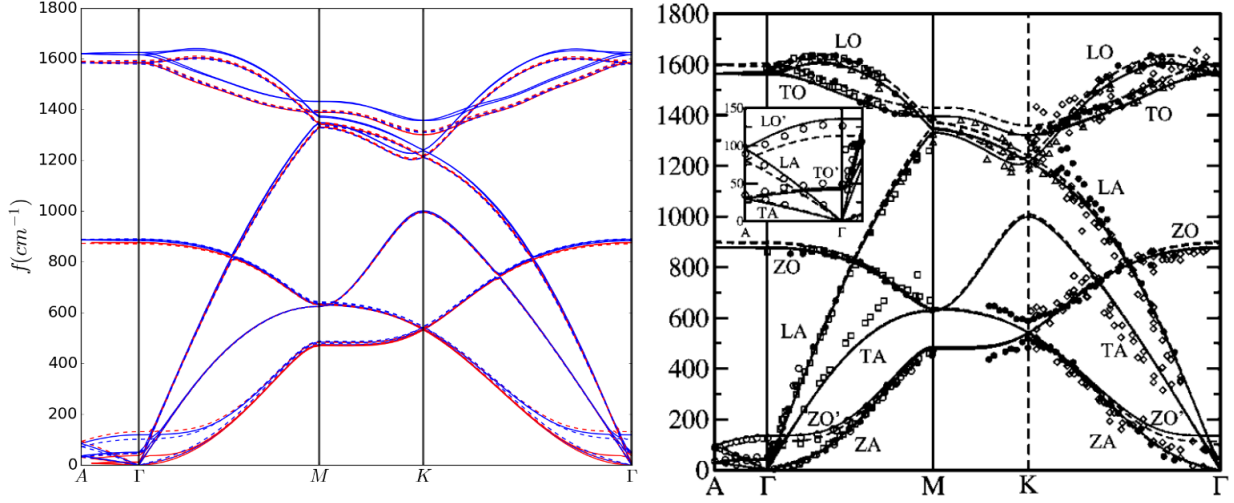 1800
1600
1400
1200
1000
800
600
400
200
0
f(cm⁻¹)
A Γ M K Γ
1800
1600
1400
1200
1000
800
600
400
200
0
LO
TO
LO
TO
150
100
50
0
LO'
LA
TO'
TA
A Γ
LA
ZO
ZO
LA
TA
TA
ZO'
ZA
ZO'
ZA
A Γ M K Γ